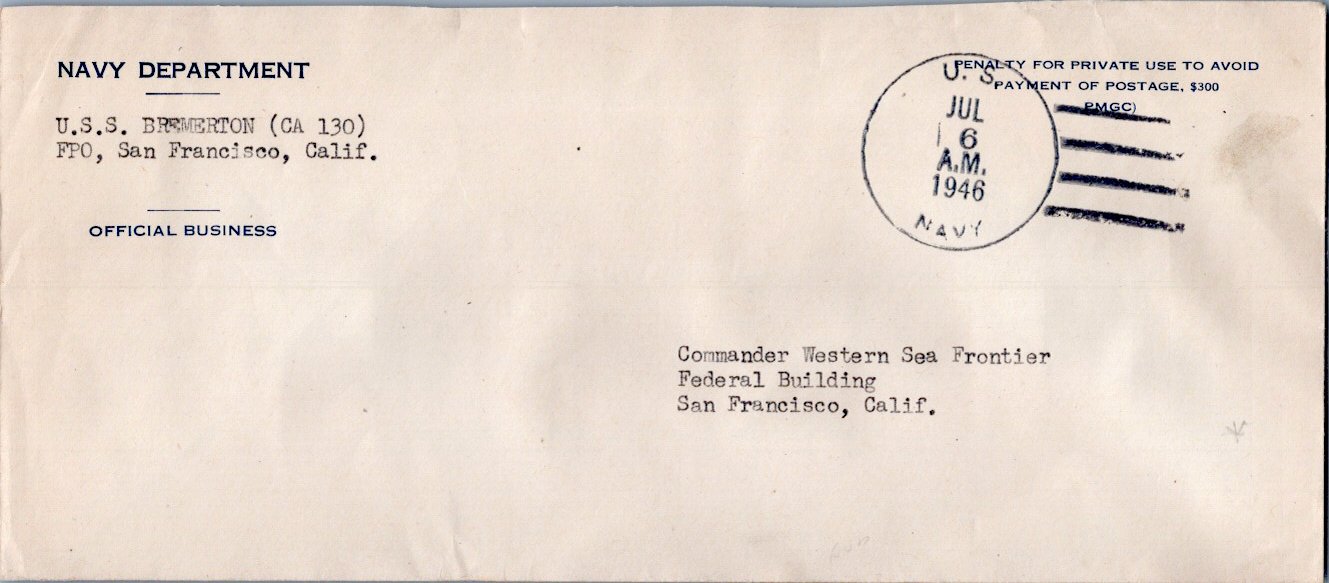 NAVY DEPARTMENT
U.S.S. BREMERTON (CA 130)
FPO, San Francisco, Calif.
OFFICIAL BUSINESS
PENALTY FOR PRIVATE USE TO AVOID
PAYMENT OF POSTAGE, $300
PMGC)
U. S.
JUL
6
A.M.
1946
NAVY
Commander Western Sea Frontier
Federal Building
San Francisco, Calif.